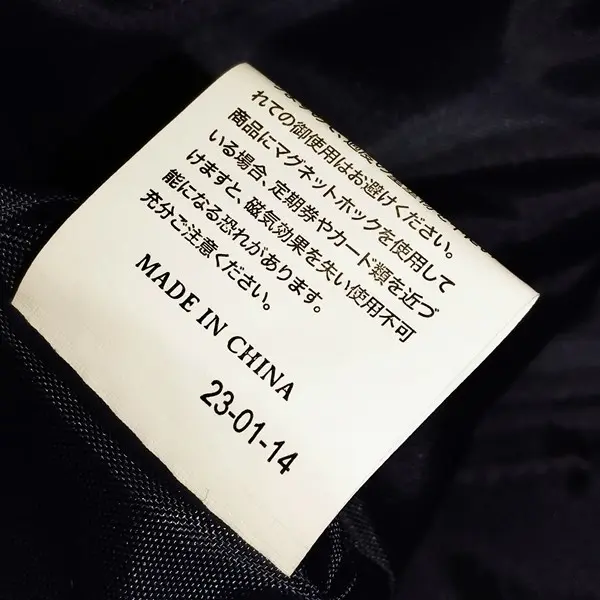 れての御使用はお避けください。
商品にマグネットホックを使用して
いる場合、定期券やカード類を近づ
けますと、磁気効果を失い使用不可
能になる恐れがあります。
充分ご注意ください。
MADE IN CHINA
23-01-14